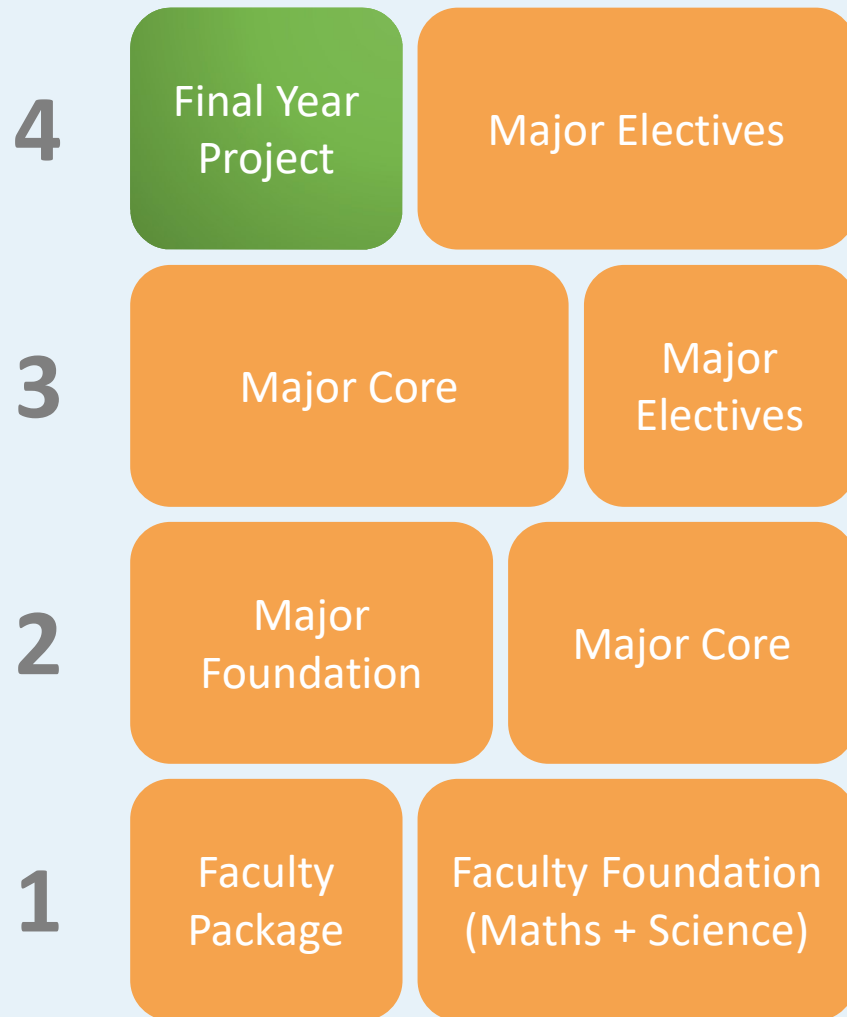 4
Final Year
Project
Major Electives
3
Major Core
Major
Electives
2
Major
Foundation
Major Core
1
Faculty
Package
Faculty Foundation
(Maths + Science)